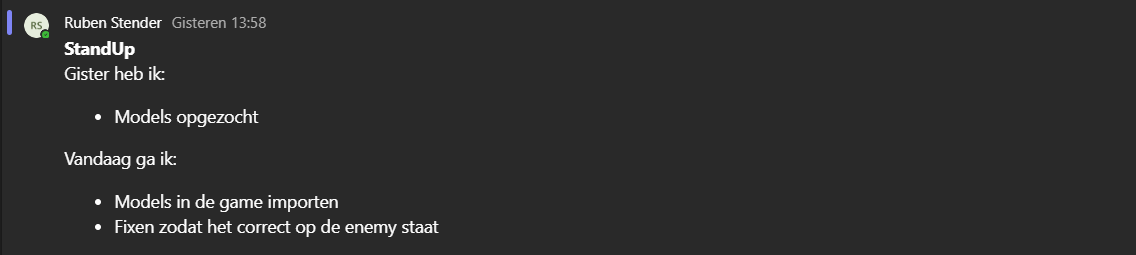 RS Ruben Stender Gisteren 13:58
StandUp
Gister heb ik:
• Models opgezocht
Vandaag ga ik:
• Models in de game importen
• Fixen zodat het correct op de enemy staat